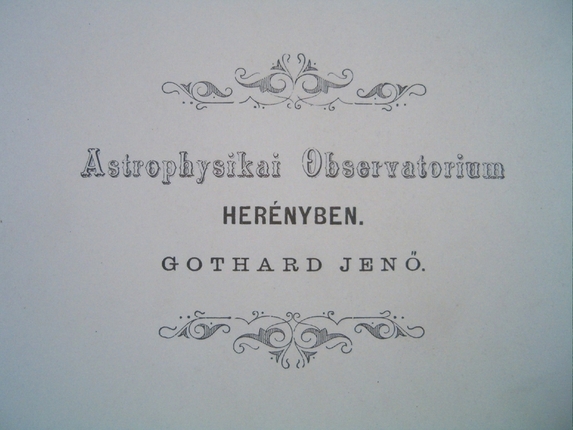 Astrophysikai Observatorium
HERÉNYBEN.
GOTHARD JENŐ.